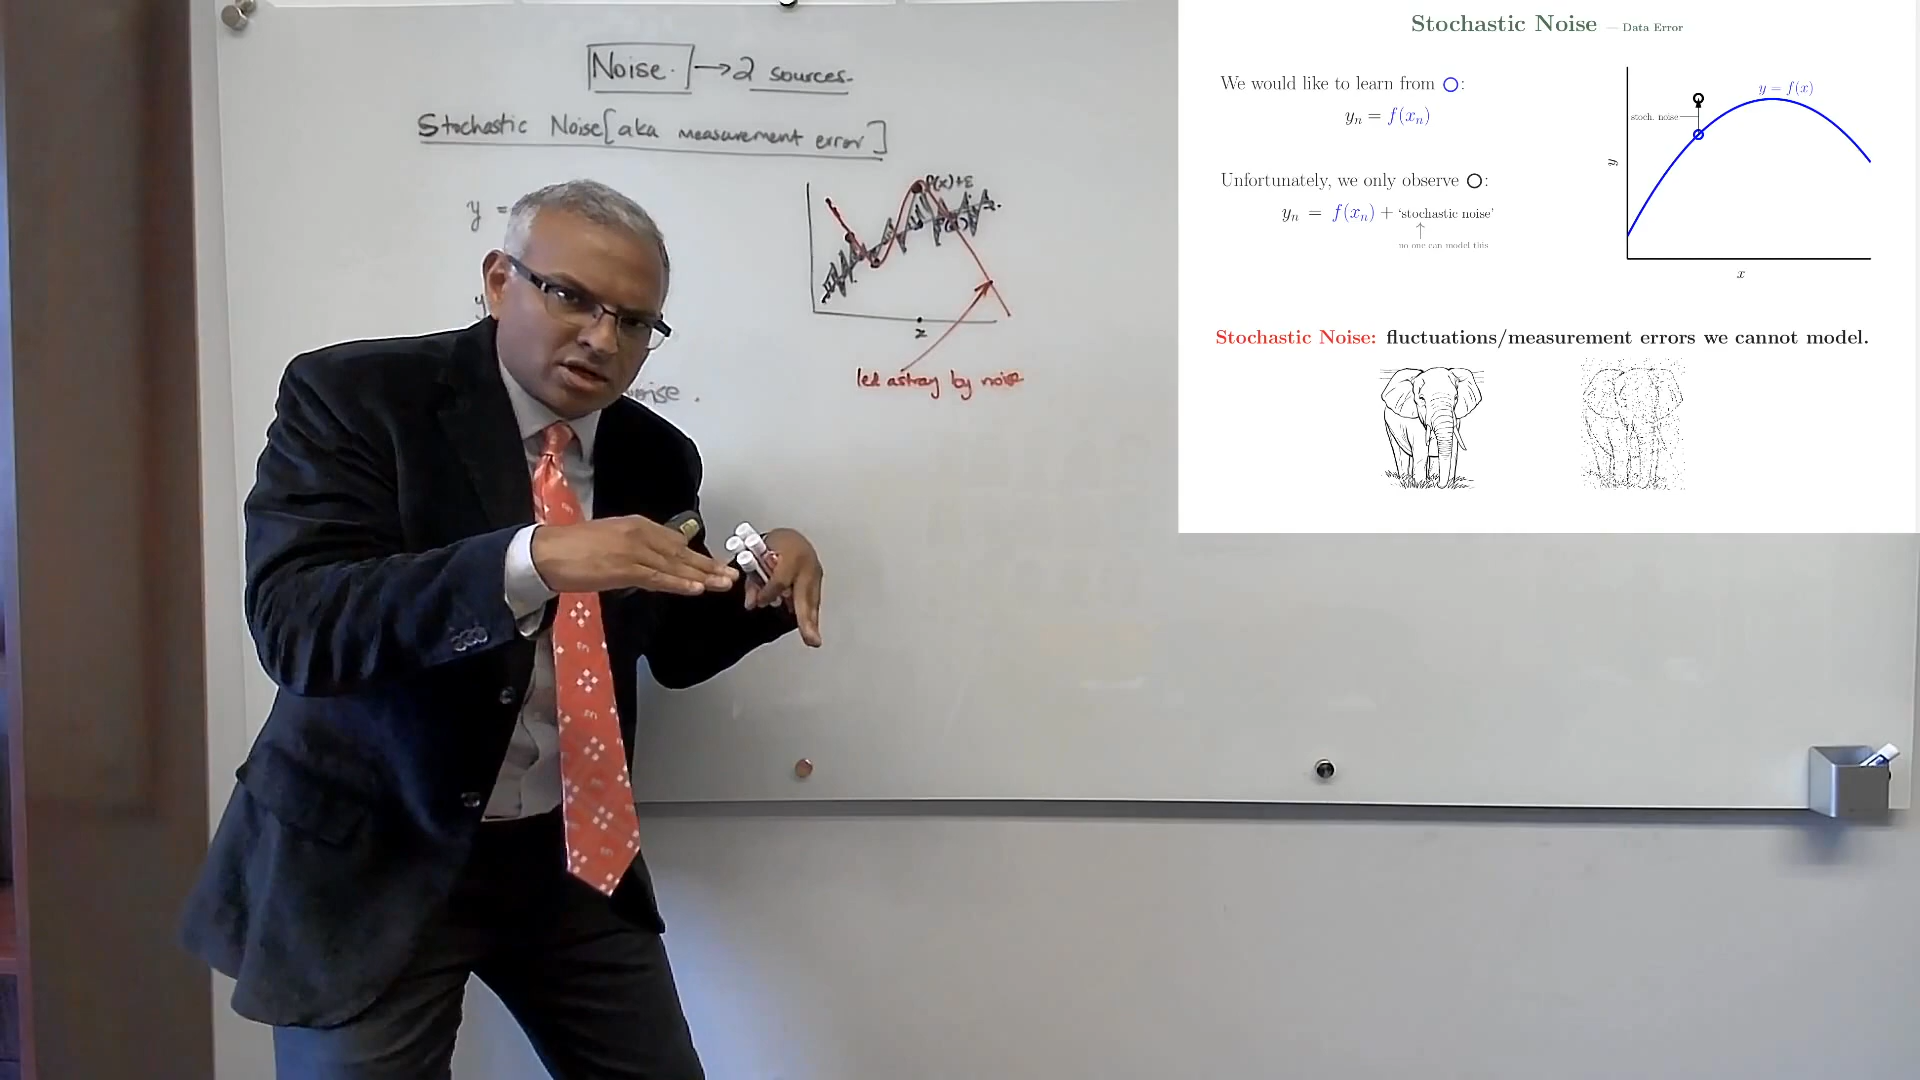 Noise. → 2 sources.
Stochastic Noise [aka measurement error]
y =
y
noise.
f(x)+ε
f(x)
x
led astray by noise
Stochastic Noise — Data Error
We would like to learn from ○:
yₙ = f(xₙ)
Unfortunately, we only observe ○:
yₙ = f(xₙ) + ‘stochastic noise’
↑
no one can model this
y = f(x)
stoch. noise
y
x
Stochastic Noise: fluctuations/measurement errors we cannot model.